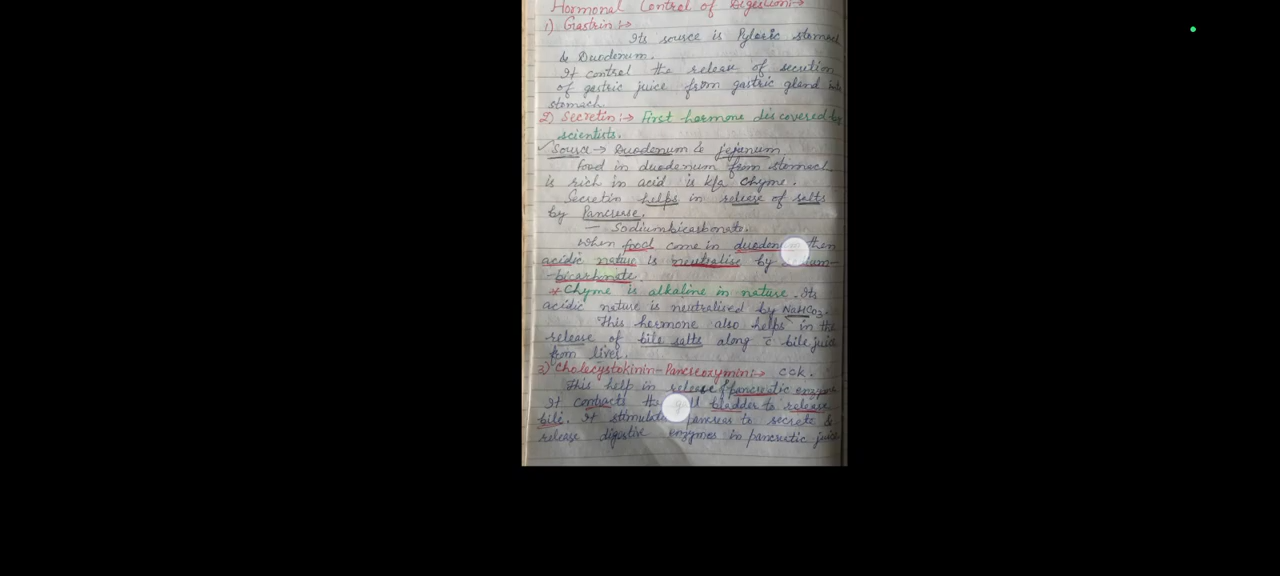 Hormonal Control of Digestion:→
1) Gastrin:→
Its source is Pyloric stomach
& Duodenum.
It control the release of secretion
of gastric juice from gastric gland into
stomach
2) Secretin:→ First hormone discovered by
scientists.
✓Source → Duodenum & jejunum
Food in duodenum from stomach
is rich in acid is k/a Chyme.
Secretin helps in release of salts
by Pancrease.
– Sodiumbicarbonate.
When food come in duodenum then
acidic nature is neutralise by
-bicarbonate.
*Chyme is alkaline in nature. Its
acidic nature is neutralised by NaHCO3.
This hormone also helps in the
release of bile salts along c̄ bile juice
from liver.
3) Cholecystokinin-Pancreozymin:→ CCK.
This help in release of pancreatic enzyme
It contracts the gall bladder to release
bile. It stimulate pancreas to secrete &
release digestive enzymes in pancreatic juice